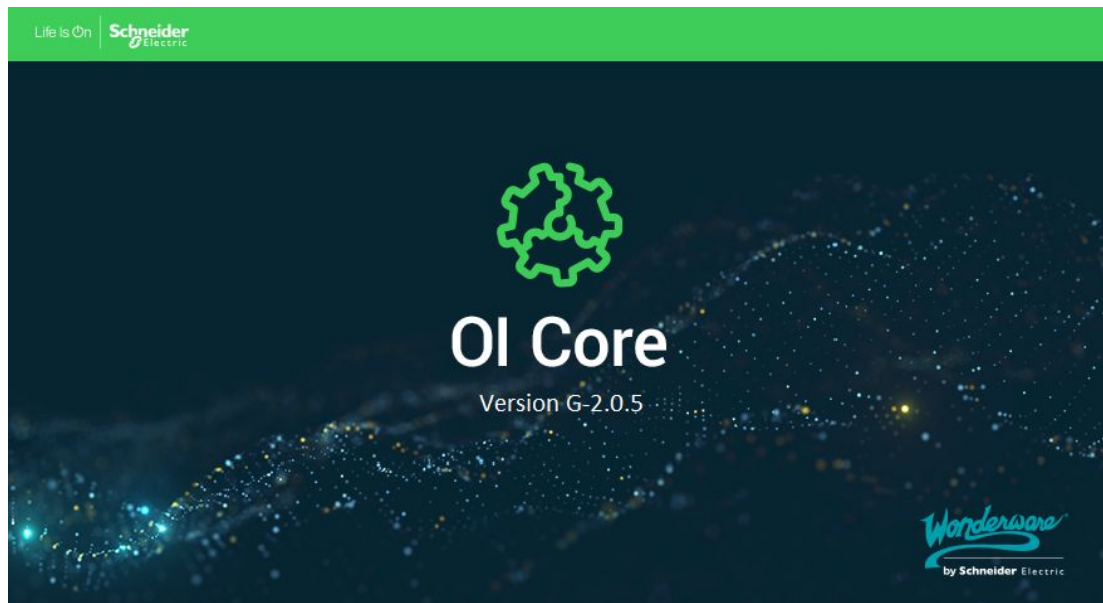 Life Is On | Schneider Electric
OI Core
Version G-2.0.5
Wonderware
by Schneider Electric